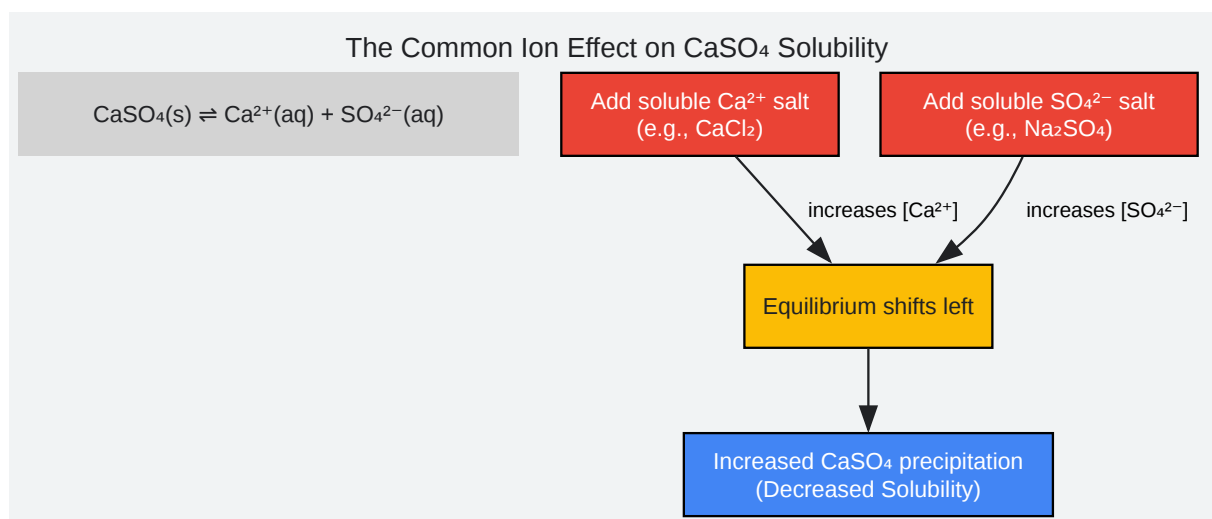 The Common Ion Effect on CaSO₄ Solubility
CaSO₄(s) ⇌ Ca²⁺(aq) + SO₄²⁻(aq)
Add soluble Ca²⁺ salt
(e.g., CaCl₂)
Add soluble SO₄²⁻ salt
(e.g., Na₂SO₄)
increases [Ca²⁺]
increases [SO₄²⁻]
Equilibrium shifts left
Increased CaSO₄ precipitation
(Decreased Solubility)